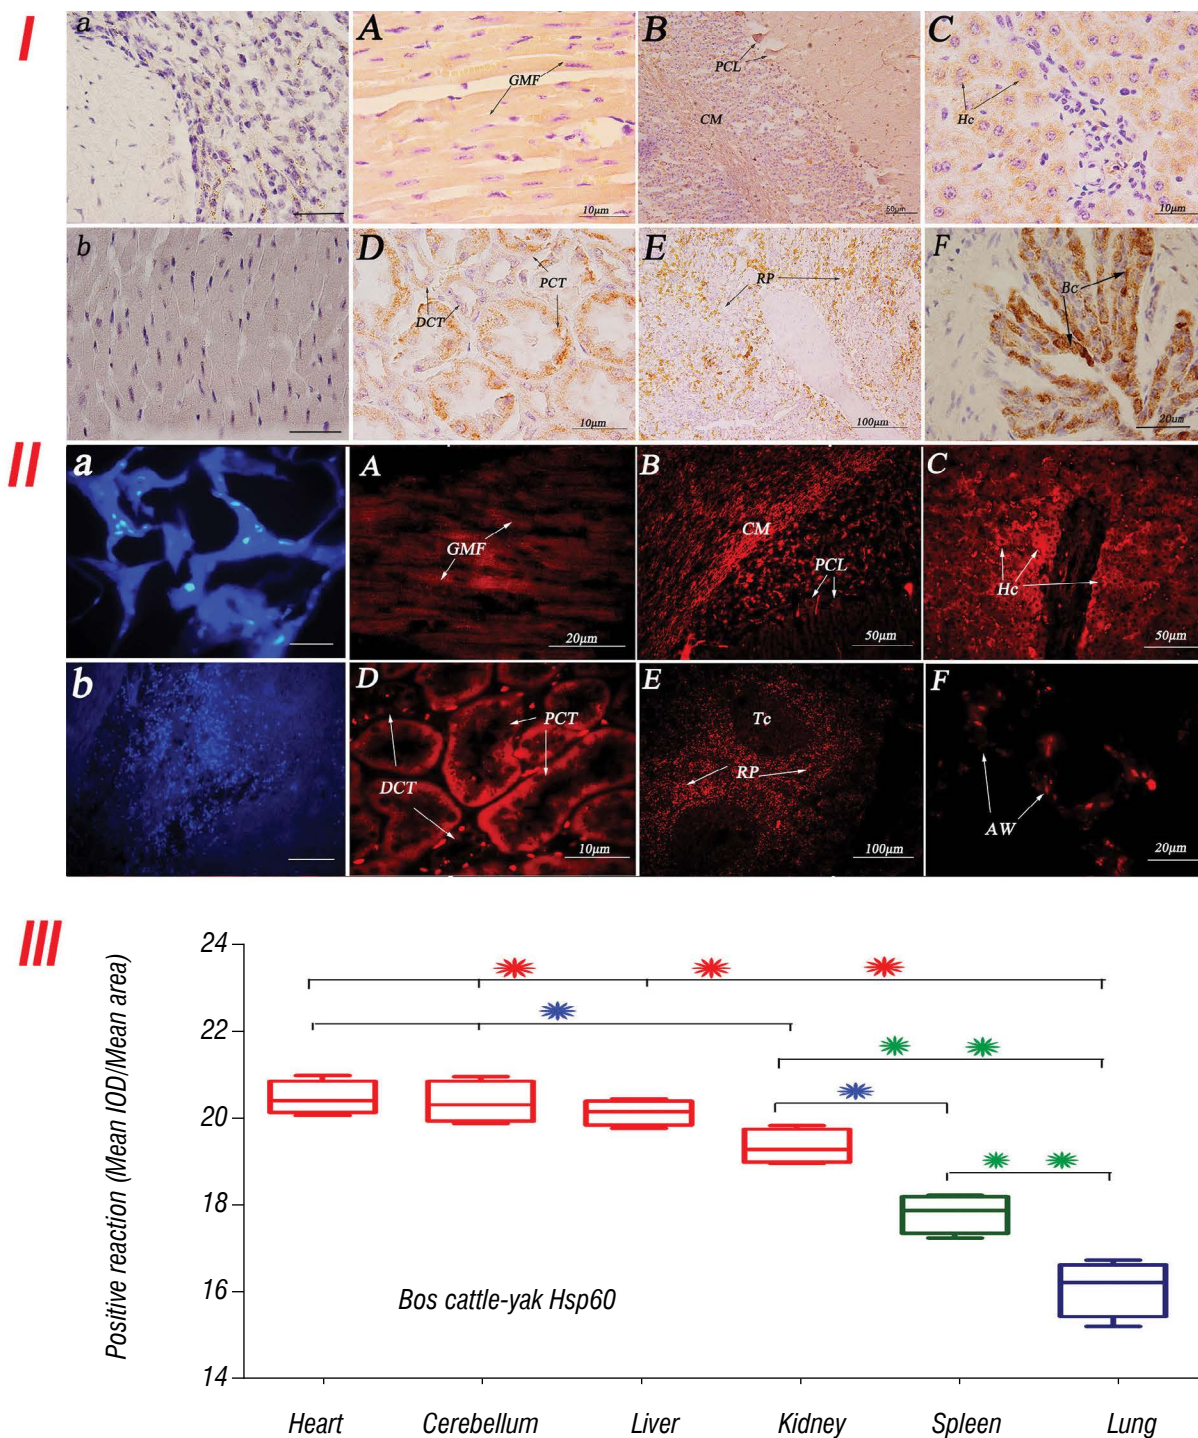 I
a
A
GMF
10μm
B
PCL
CM
50μm
C
Hc
10μm
b
D
PCT
DCT
10μm
E
RP
100μm
F
Bc
20μm
II
a
A
GMF
20μm
B
CM
PCL
50μm
C
Hc
50μm
b
D
PCT
DCT
10μm
E
Tc
RP
100μm
F
AW
20μm
III
Positive reaction (Mean IOD/Mean area)
24
22
20
18
16
14
Bos cattle-yak Hsp60
Heart Cerebellum Liver Kidney Spleen Lung